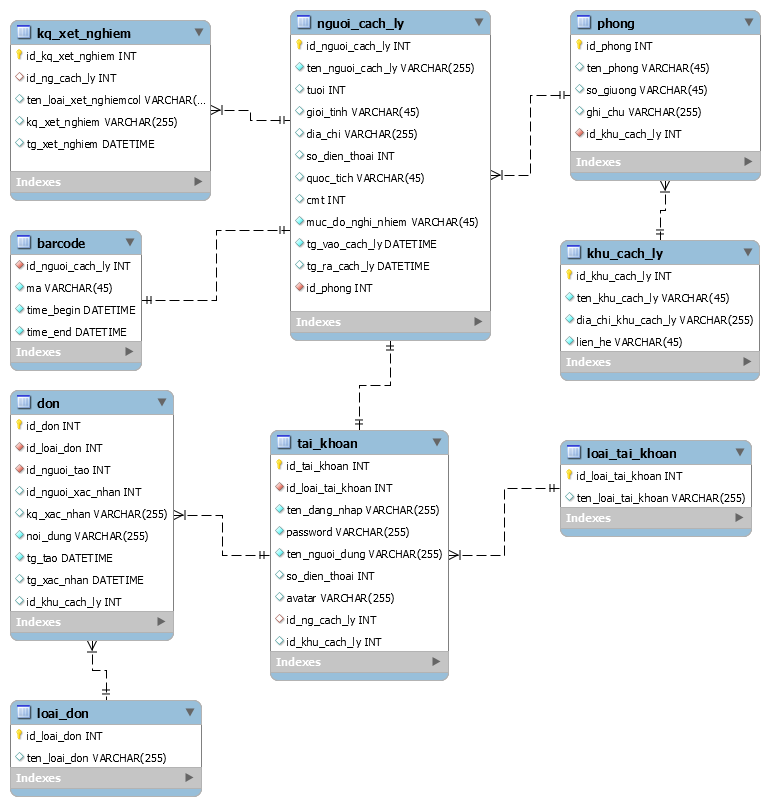 kq_xet_nghiem
id_kq_xet_nghiem INT
id_ng_cach_ly INT
ten_loai_xet_nghiemcol VARCHAR(...
kq_xet_nghiem VARCHAR(255)
tg_xet_nghiem DATETIME
Indexes
nguoi_cach_ly
id_nguoi_cach_ly INT
ten_nguoi_cach_ly VARCHAR(255)
tuoi INT
gioi_tinh VARCHAR(45)
dia_chi VARCHAR(255)
so_dien_thoai INT
quoc_tich VARCHAR(45)
cmt INT
muc_do_nghi_nhiem VARCHAR(45)
tg_vao_cach_ly DATETIME
tg_ra_cach_ly DATETIME
id_phong INT
Indexes
phong
id_phong INT
ten_phong VARCHAR(45)
so_giuong VARCHAR(45)
ghi_chu VARCHAR(255)
id_khu_cach_ly INT
Indexes
barcode
id_nguoi_cach_ly INT
ma VARCHAR(45)
time_begin DATETIME
time_end DATETIME
Indexes
khu_cach_ly
id_khu_cach_ly INT
ten_khu_cach_ly VARCHAR(45)
dia_chi_khu_cach_ly VARCHAR(255)
lien_he VARCHAR(45)
Indexes
don
id_don INT
id_loai_don INT
id_nguoi_tao INT
id_nguoi_xac_nhan INT
kq_xac_nhan VARCHAR(255)
noi_dung VARCHAR(255)
tg_tao DATETIME
tg_xac_nhan DATETIME
id_khu_cach_ly INT
Indexes
tai_khoan
id_tai_khoan INT
id_loai_tai_khoan INT
ten_dang_nhap VARCHAR(255)
password VARCHAR(255)
ten_nguoi_dung VARCHAR(255)
so_dien_thoai INT
avatar VARCHAR(255)
id_ng_cach_ly INT
id_khu_cach_ly INT
Indexes
loai_tai_khoan
id_loai_tai_khoan INT
ten_loai_tai_khoan VARCHAR(255)
Indexes
loai_don
id_loai_don INT
ten_loai_don VARCHAR(255)
Indexes